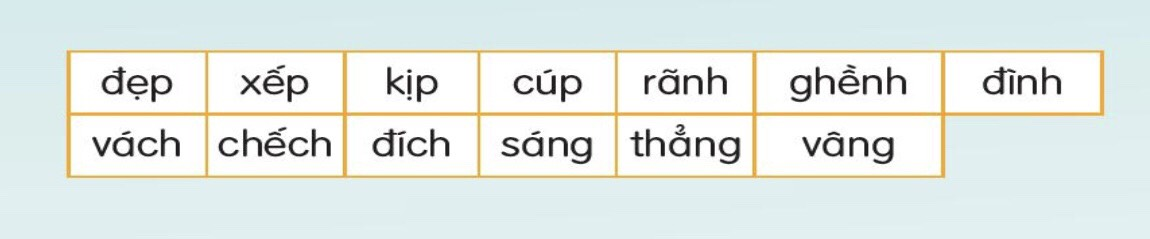 đẹp xếp kịp cúp rãnh ghềnh đình
vách chếch đích sáng thẳng vâng